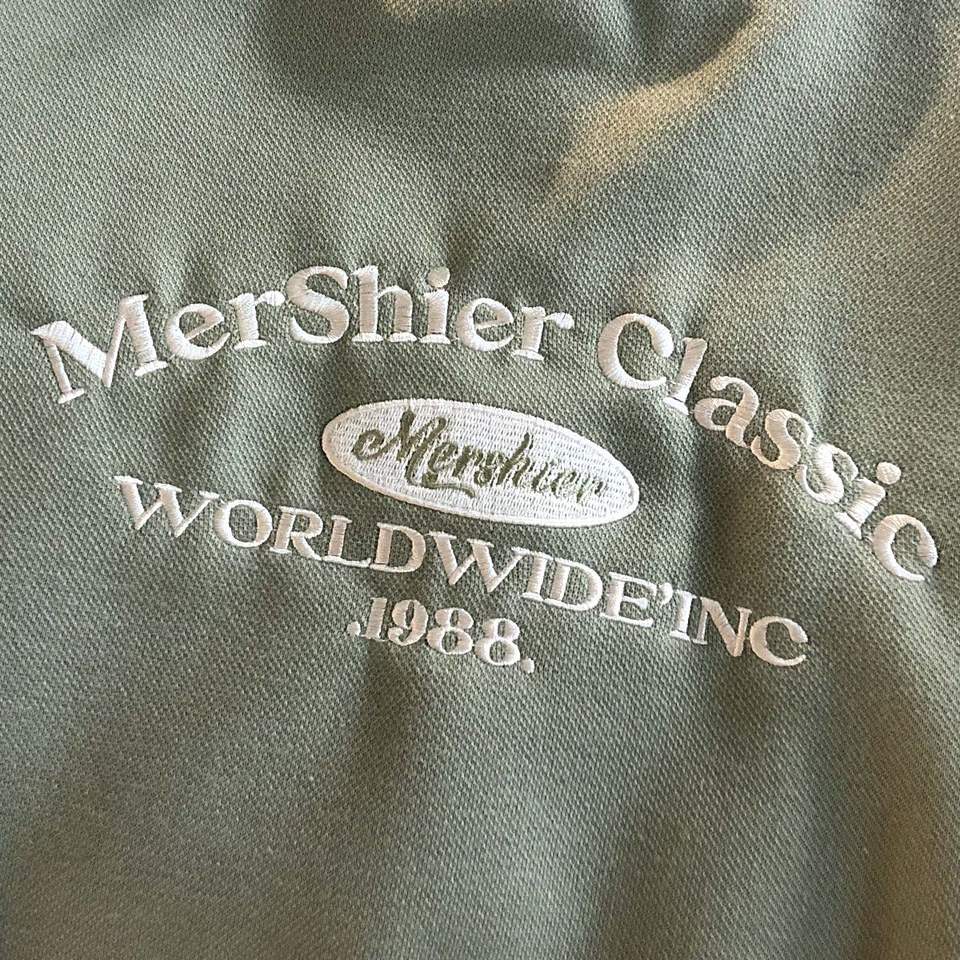 MerShier Classic
Mershier
WORLDWIDE'INC
.1988.